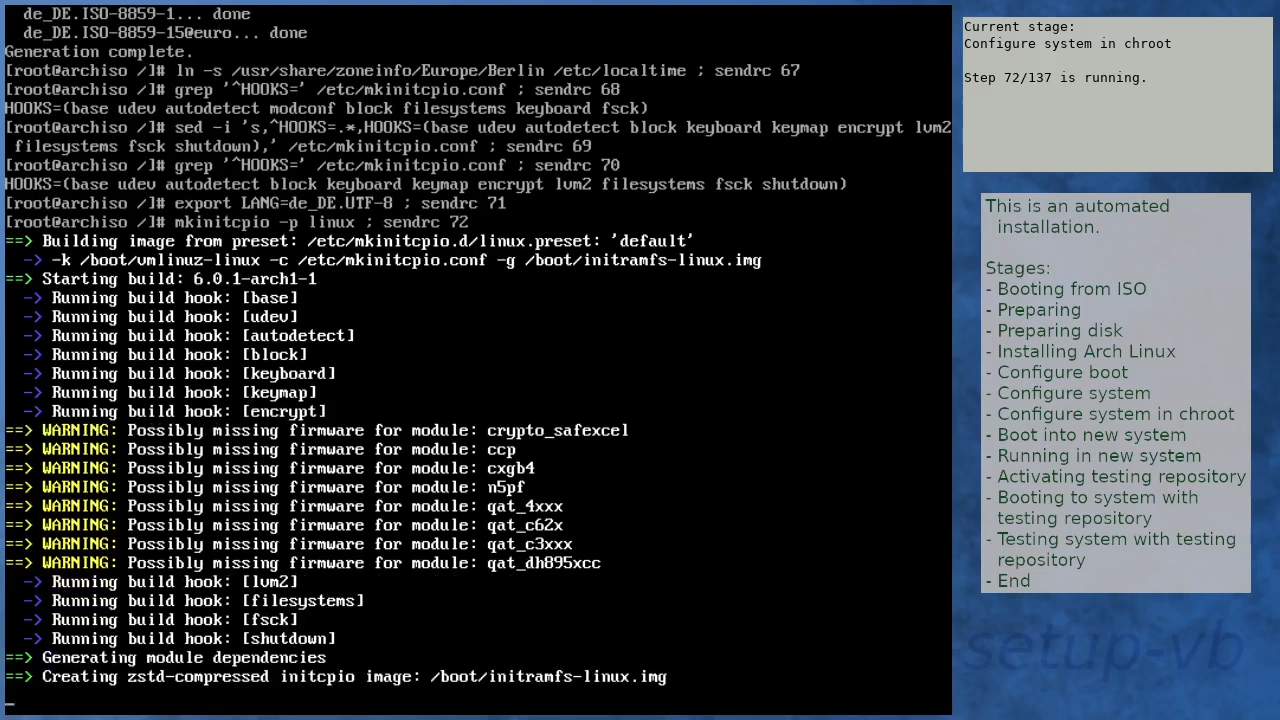 de_DE.ISO-8859-1... done
de_DE.ISO-8859-15@euro... done
Generation complete.
[root@archiso /]# ln -s /usr/share/zoneinfo/Europe/Berlin /etc/localtime ; sendrc 67
[root@archiso /]# grep '^HOOKS=' /etc/mkinitcpio.conf ; sendrc 68
HOOKS=(base udev autodetect modconf block filesystems keyboard fsck)
[root@archiso /]# sed -i 's,^HOOKS=.*,HOOKS=(base udev autodetect block keyboard keymap encrypt lvm2
filesystems fsck shutdown),' /etc/mkinitcpio.conf ; sendrc 69
[root@archiso /]# grep '^HOOKS=' /etc/mkinitcpio.conf ; sendrc 70
HOOKS=(base udev autodetect block keyboard keymap encrypt lvm2 filesystems fsck shutdown)
[root@archiso /]# export LANG=de_DE.UTF-8 ; sendrc 71
[root@archiso /]# mkinitcpio -p linux ; sendrc 72
==> Building image from preset: /etc/mkinitcpio.d/linux.preset: 'default'
-> -k /boot/vmlinuz-linux -c /etc/mkinitcpio.conf -g /boot/initramfs-linux.img
==> Starting build: 6.0.1-arch1-1
-> Running build hook: [base]
-> Running build hook: [udev]
-> Running build hook: [autodetect]
-> Running build hook: [block]
-> Running build hook: [keyboard]
-> Running build hook: [keymap]
-> Running build hook: [encrypt]
==> WARNING: Possibly missing firmware for module: crypto_safexcel
==> WARNING: Possibly missing firmware for module: ccp
==> WARNING: Possibly missing firmware for module: cxgb4
==> WARNING: Possibly missing firmware for module: n5pf
==> WARNING: Possibly missing firmware for module: qat_4xxx
==> WARNING: Possibly missing firmware for module: qat_c62x
==> WARNING: Possibly missing firmware for module: qat_c3xxx
==> WARNING: Possibly missing firmware for module: qat_dh895xcc
-> Running build hook: [lvm2]
-> Running build hook: [filesystems]
-> Running build hook: [fsck]
-> Running build hook: [shutdown]
==> Generating module dependencies
==> Creating zstd-compressed initcpio image: /boot/initramfs-linux.img
_
Current stage:
Configure system in chroot
Step 72/137 is running.
This is an automated
installation.
Stages:
- Booting from ISO
- Preparing
- Preparing disk
- Installing Arch Linux
- Configure boot
- Configure system
- Configure system in chroot
- Boot into new system
- Running in new system
- Activating testing repository
- Booting to system with
testing repository
- Testing system with testing
repository
- End
-setup-vb